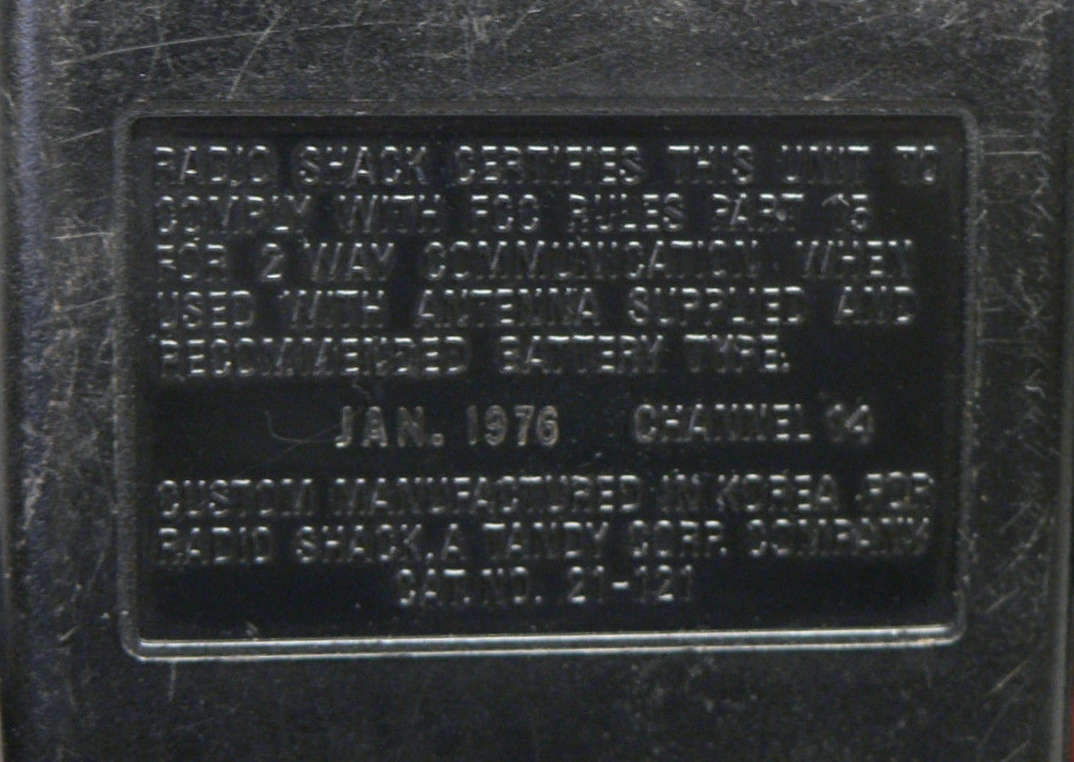 RADIO SHACK CERTIFIES THIS UNIT TO
COMPLY WITH FCC RULES PART 15
FOR 2 WAY COMMUNICATION WHEN
USED WITH ANTENNA SUPPLIED AND
RECOMMENDED BATTERY TYPE.
JAN. 1976 CHANNEL 14
CUSTOM MANUFACTURED IN KOREA FOR
RADIO SHACK, A TANDY CORP. COMPANY
CAT. NO. 21-121